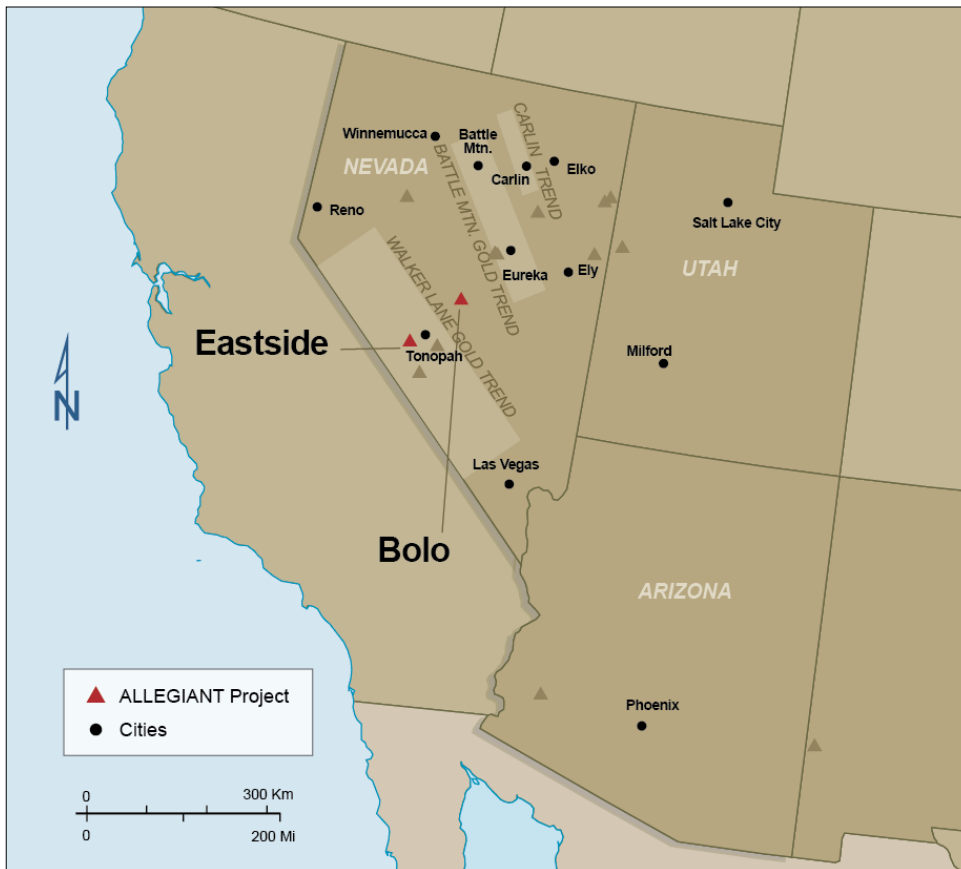 Winnemucca
Battle
Mtn.
CARLIN TREND
NEVADA
Carlin
Elko
BATTLE MTN. GOLD TREND
Reno
Salt Lake City
WALKER LANE GOLD TREND
Eureka
Ely
UTAH
Eastside
Tonopah
Milford
N
Las Vegas
Bolo
ARIZONA
ALLEGIANT Project
Cities
Phoenix
0 300 Km
0 200 Mi